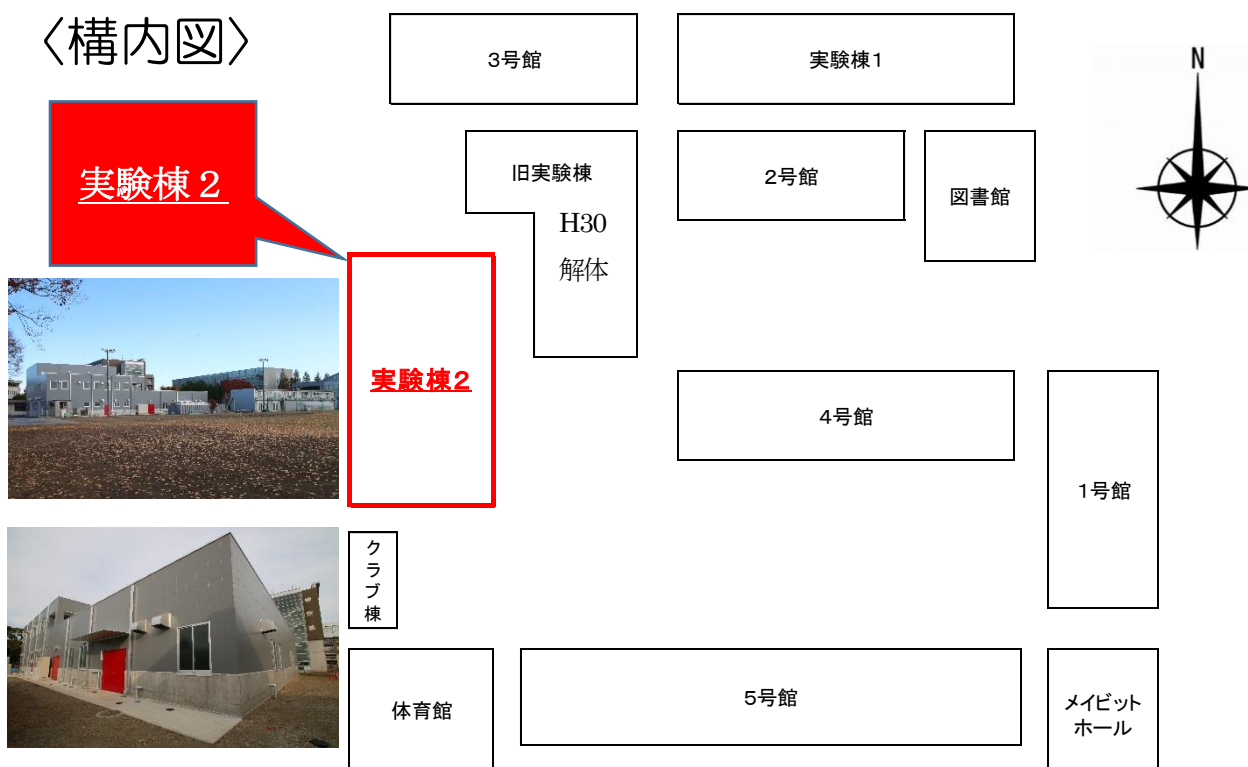 〈構内図〉
3号館
実験棟1
N
実験棟２
旧実験棟
H30
解体
2号館
図書館
実験棟2
4号館
1号館
クラブ棟
体育館
5号館
メイビット
ホール